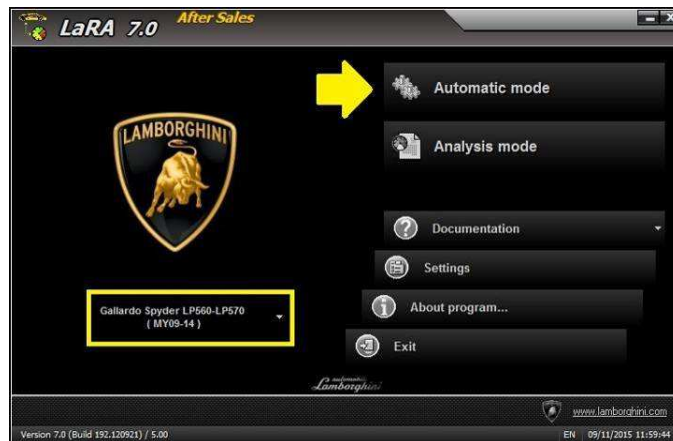 LaRA 7.0 After Sales
Automatic mode
LAMBORGHINI
Analysis mode
Documentation
Settings
Gallardo Spyder LP560-LP570
( MY09-14 )
About program...
Exit
automobili
Lamborghini
www.lamborghini.com
Version 7.0 (Build 192.120921) / 5.00
EN 09/11/2015 11:59:44